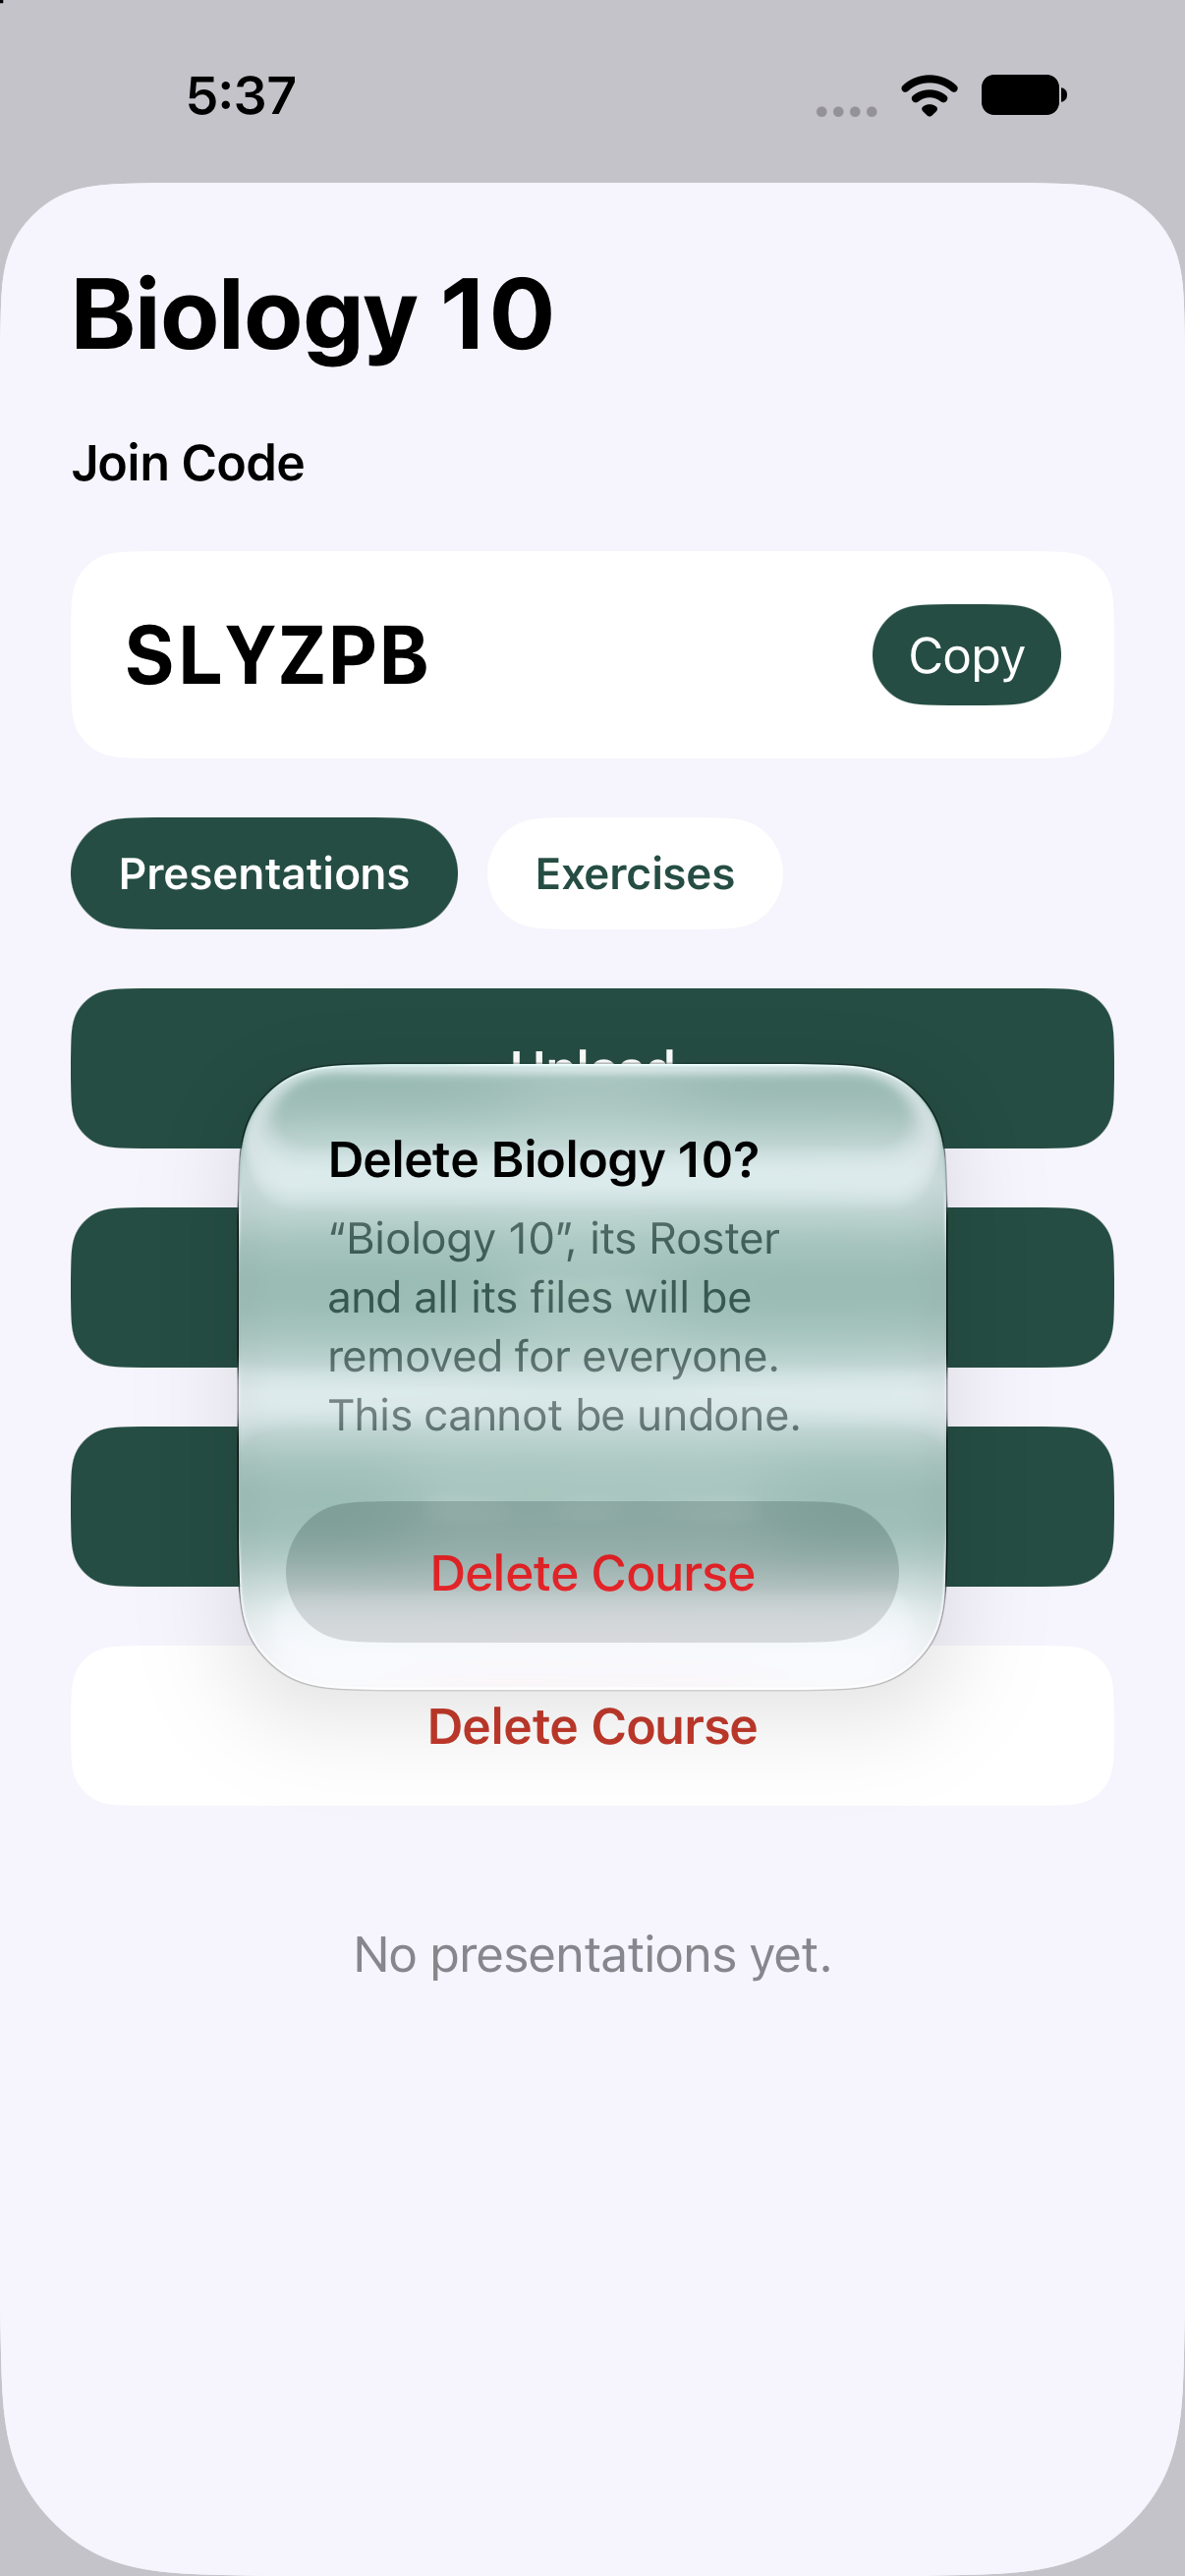 5:37
Biology 10
Join Code
SLYZPB
Copy
Presentations
Exercises
Upload
Delete Biology 10?
“Biology 10”, its Roster
and all its files will be
removed for everyone.
This cannot be undone.
Delete Course
Delete Course
No presentations yet.